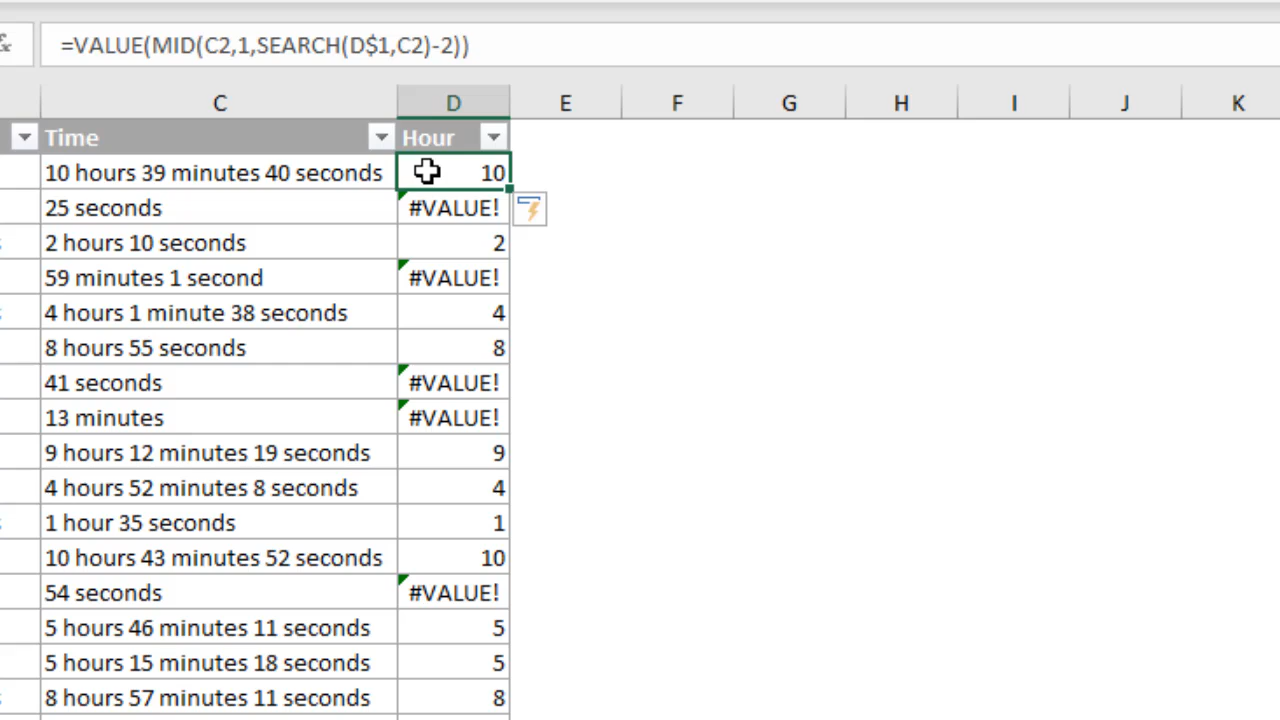 =VALUE(MID(C2,1,SEARCH(D$1,C2)-2))
C D E F G H I J K
Time Hour
10 hours 39 minutes 40 seconds 10
25 seconds #VALUE!
2 hours 10 seconds 2
59 minutes 1 second #VALUE!
4 hours 1 minute 38 seconds 4
8 hours 55 seconds 8
41 seconds #VALUE!
13 minutes #VALUE!
9 hours 12 minutes 19 seconds 9
4 hours 52 minutes 8 seconds 4
1 hour 35 seconds 1
10 hours 43 minutes 52 seconds 10
54 seconds #VALUE!
5 hours 46 minutes 11 seconds 5
5 hours 15 minutes 18 seconds 5
8 hours 57 minutes 11 seconds 8